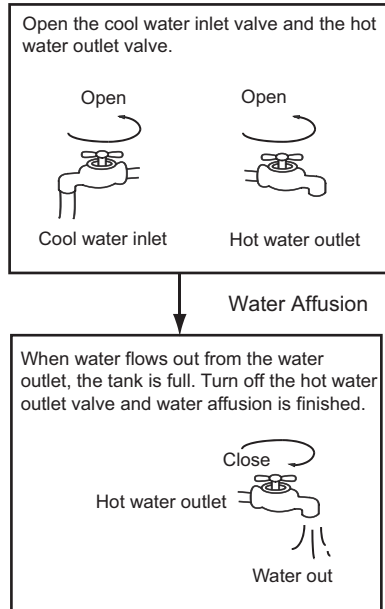 Open the cool water inlet valve and the hot
water outlet valve.
Open
Open
Cool water inlet
Hot water outlet
Water Affusion
When water flows out from the water
outlet, the tank is full. Turn off the hot water
outlet valve and water affusion is finished.
Close
Hot water outlet
Water out